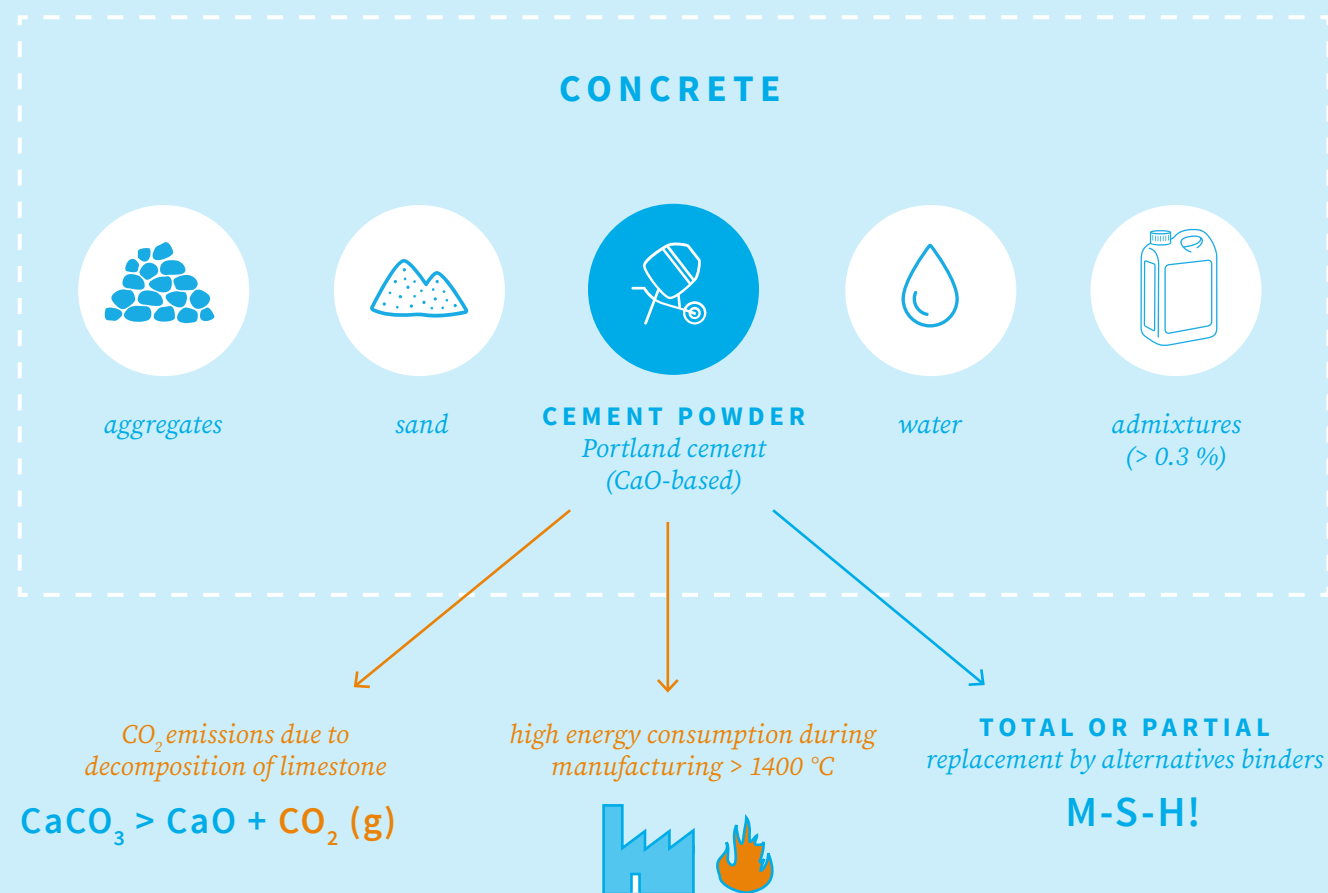 CONCRETE
aggregates
sand
CEMENT POWDER
Portland cement
(CaO-based)
water
admixtures
(> 0.3 %)
CO₂ emissions due to
decomposition of limestone
CaCO₃ > CaO + CO₂ (g)
high energy consumption during
manufacturing > 1400 °C
TOTAL OR PARTIAL
replacement by alternatives binders
M-S-H!